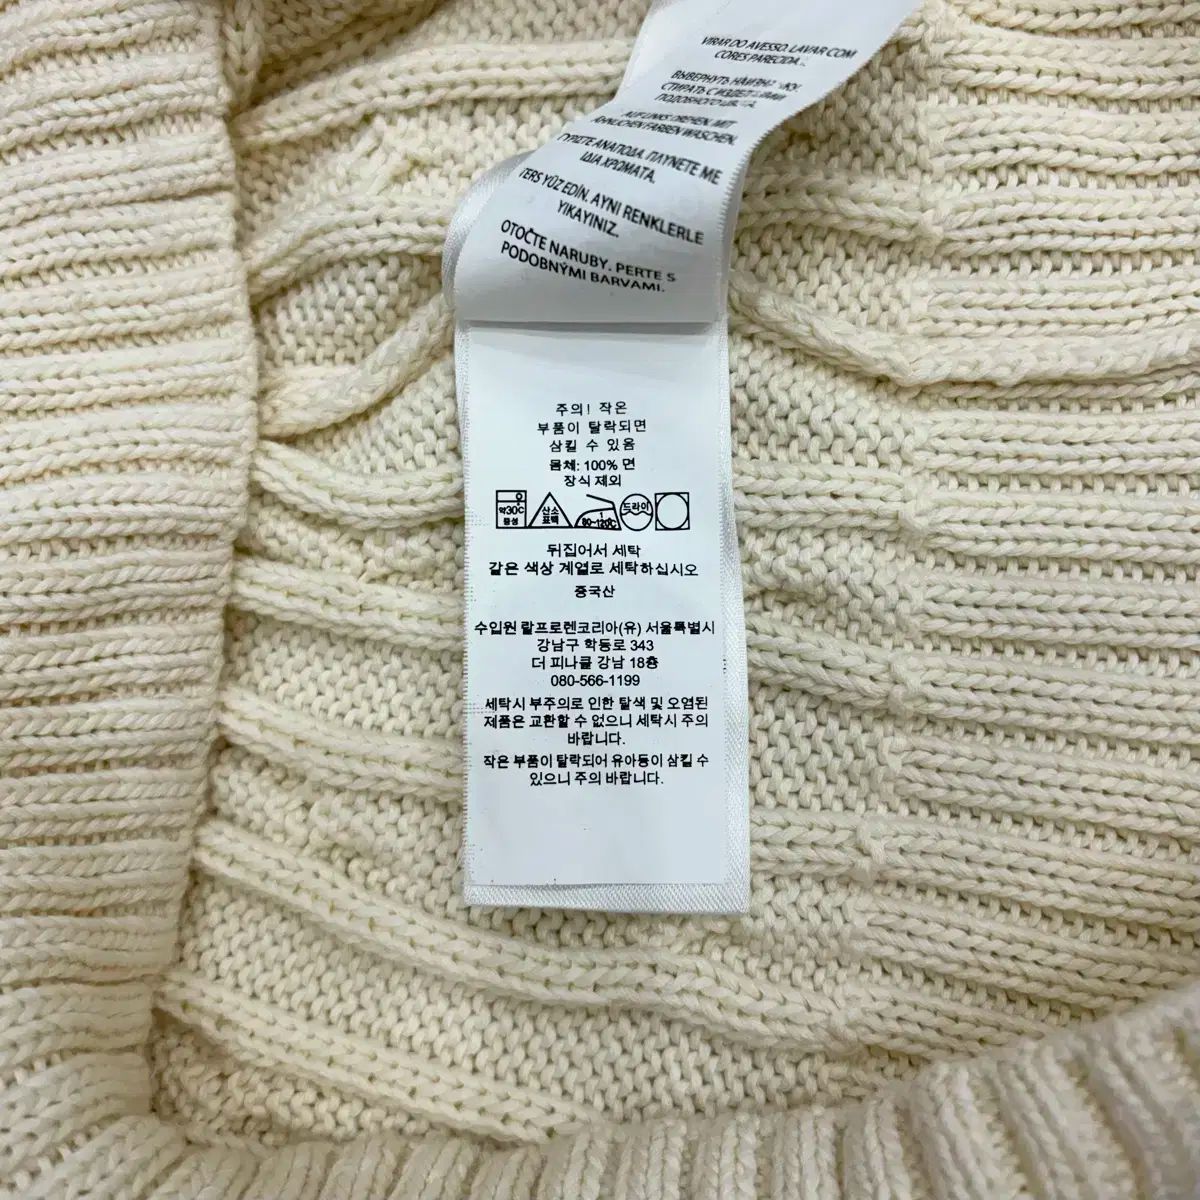 VIRAR DO AVESSO. LAVAR COM
CORES PARECIDA
ВЫВЕРНУТЬ
СТИРАТЬ С
ПОДОБНОГО
AUF LINKS DREHEN. MIT
ÄHNLICHEN FARBEN WASCHEN.
ΓΥΡΙΣΤΕ ΑΝΑΠΟΔΑ. ΠΛΥΝΕΤΕ ΜΕ
ΙΔΙΑ ΧΡΩΜΑΤΑ.
TERS YÜZ EDİN. AYNI RENKLERLE
YIKAYINIZ.
OTOČTE NARUBY. PERTE S
PODOBNÝMI BARVAMI.
주의! 작은
부품이 탈락되면
삼킬 수 있음
몸체: 100% 면
장식 제외
약30℃
중성
산소
표백
1
80~120℃
드라이
뒤집어서 세탁
같은 색상 계열로 세탁하십시오
중국산
수입원 랄프로렌코리아(유) 서울특별시
강남구 학동로 343
더 피나클 강남 18층
080-566-1199
세탁시 부주의로 인한 탈색 및 오염된
제품은 교환할 수 없으니 세탁시 주의
바랍니다.
작은 부품이 탈락되어 유아등이 삼킬 수
있으니 주의 바랍니다.